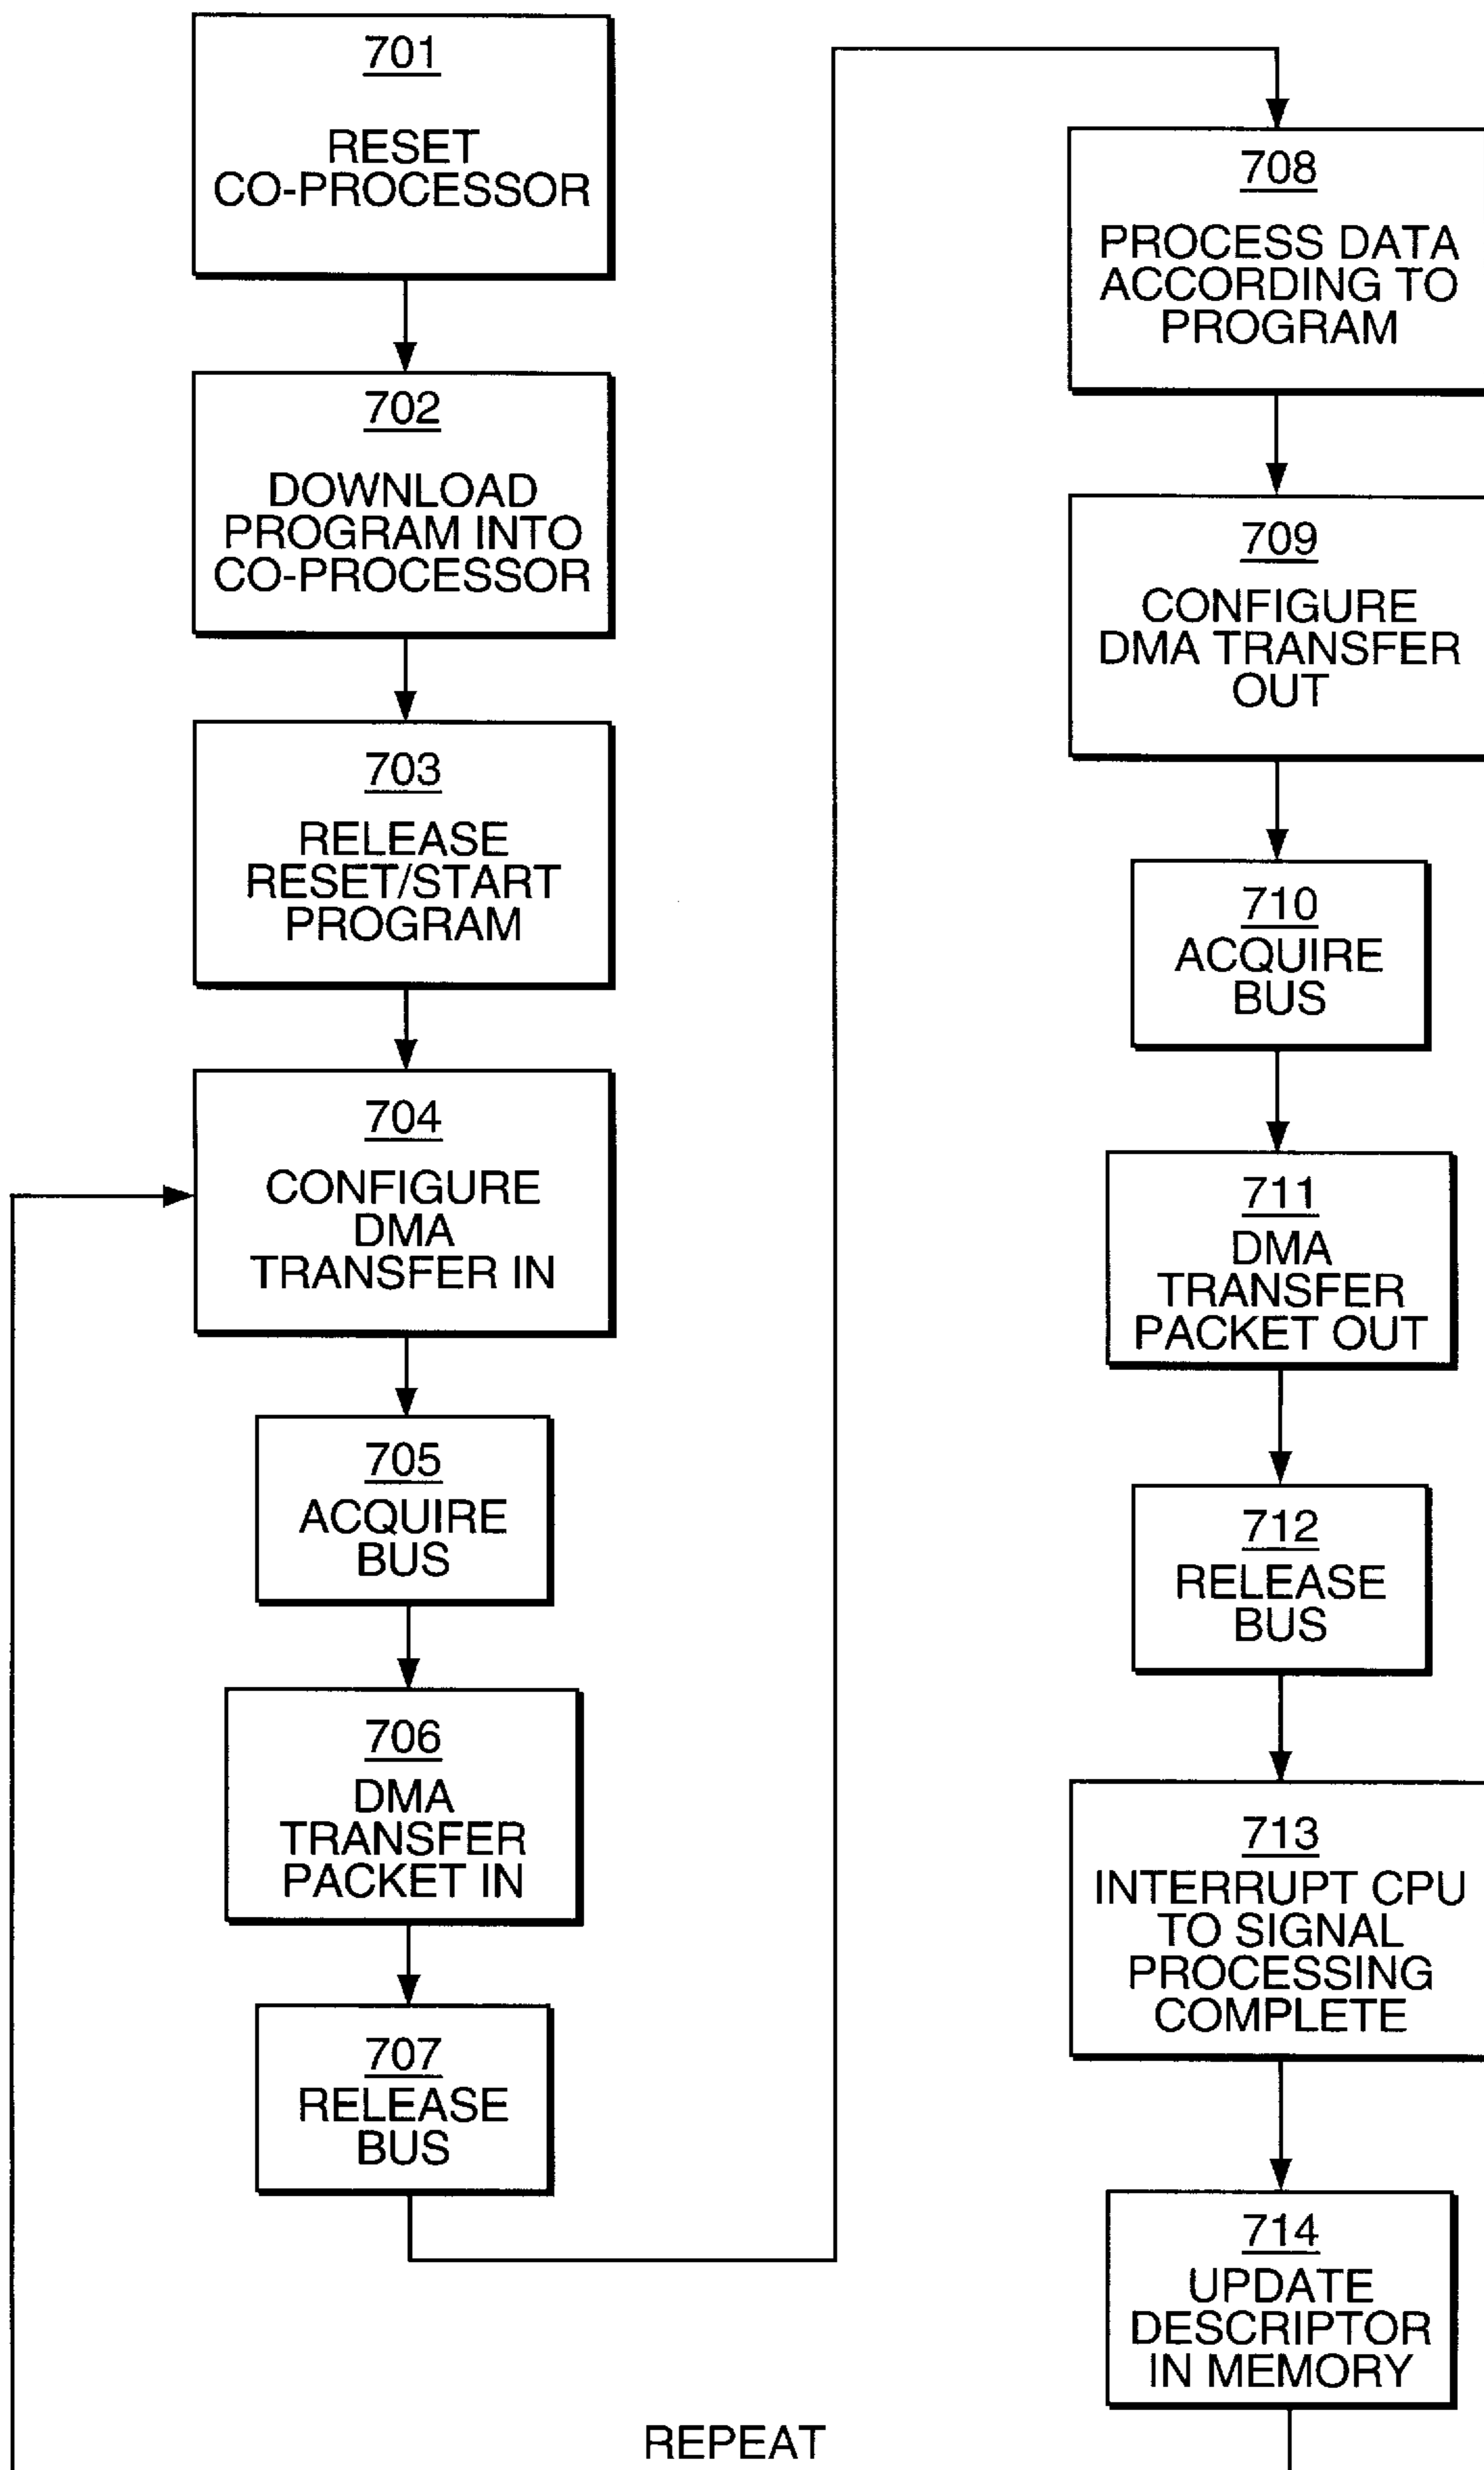 701
RESET
CO-PROCESSOR
702
DOWNLOAD
PROGRAM INTO
CO-PROCESSOR
703
RELEASE
RESET/START
PROGRAM
704
CONFIGURE
DMA
TRANSFER IN
705
ACQUIRE
BUS
706
DMA
TRANSFER
PACKET IN
707
RELEASE
BUS
708
PROCESS DATA
ACCORDING TO
PROGRAM
709
CONFIGURE
DMA TRANSFER
OUT
710
ACQUIRE
BUS
711
DMA
TRANSFER
PACKET OUT
712
RELEASE
BUS
713
INTERRUPT CPU
TO SIGNAL
PROCESSING
COMPLETE
714
UPDATE
DESCRIPTOR
IN MEMORY
REPEAT